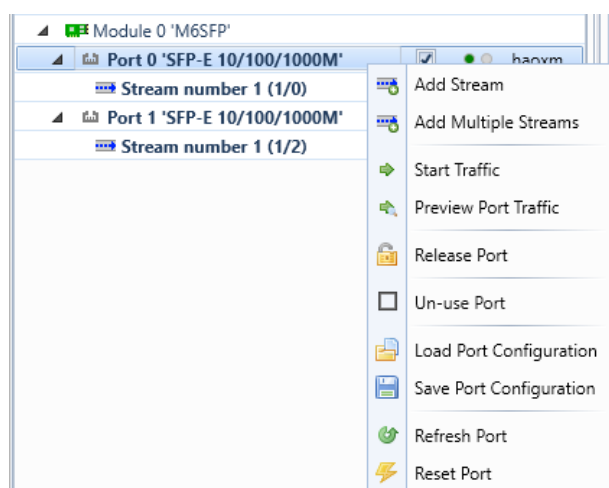 Module 0 'M6SFP'
Port 0 'SFP-E 10/100/1000M'
Stream number 1 (1/0)
Port 1 'SFP-E 10/100/1000M'
Stream number 1 (1/2)
haoxm
Add Stream
Add Multiple Streams
Start Traffic
Preview Port Traffic
Release Port
Un-use Port
Load Port Configuration
Save Port Configuration
Refresh Port
Reset Port